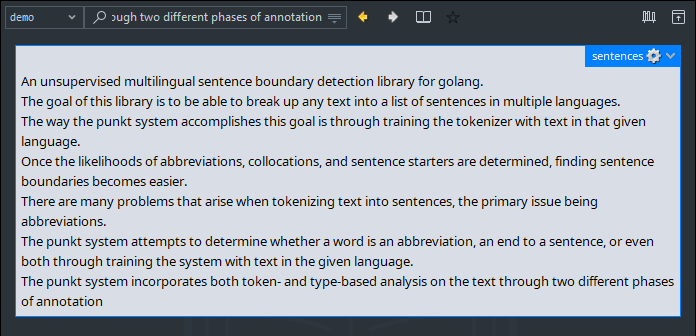 demo
ough two different phases of annotation
sentences
An unsupervised multilingual sentence boundary detection library for golang.
The goal of this library is to be able to break up any text into a list of sentences in multiple languages.
The way the punkt system accomplishes this goal is through training the tokenizer with text in that given
language.
Once the likelihoods of abbreviations, collocations, and sentence starters are determined, finding sentence
boundaries becomes easier.
There are many problems that arise when tokenizing text into sentences, the primary issue being
abbreviations.
The punkt system attempts to determine whether a word is an abbreviation, an end to a sentence, or even
both through training the system with text in the given language.
The punkt system incorporates both token- and type-based analysis on the text through two different phases
of annotation